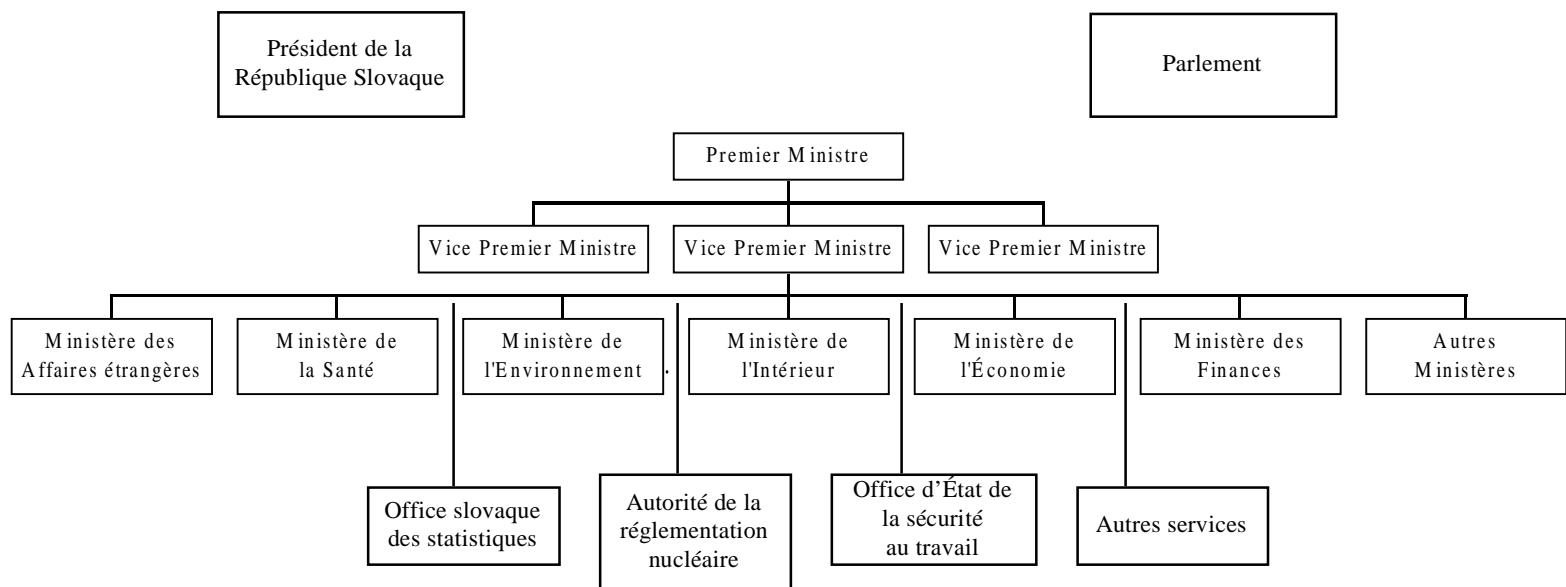 Président de la
République Slovaque
Parlement
Premier Ministre
Vice Premier Ministre
Vice Premier Ministre
Vice Premier Ministre
Ministère des
Affaires étrangères
Ministère de
la Santé
Ministère de
l'Environnement
Ministère de
l'Intérieur
Ministère de
l'Économie
Ministère des
Finances
Autres
Ministères
Office slovaque
des statistiques
Autorité de la
réglementation
nucléaire
Office d’État de
la sécurité
au travail
Autres services